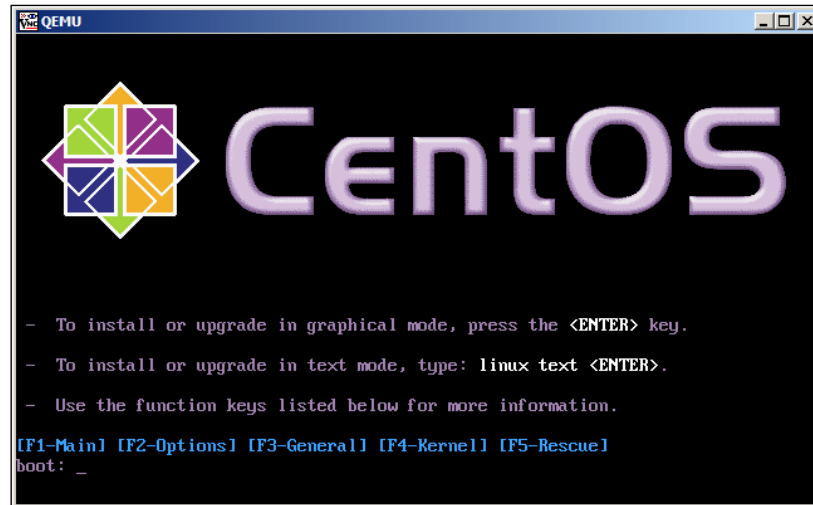 VNC QEMU
CentOS
- To install or upgrade in graphical mode, press the <ENTER> key.
- To install or upgrade in text mode, type: linux text <ENTER>.
- Use the function keys listed below for more information.
[F1-Main] [F2-Options] [F3-General] [F4-Kernel] [F5-Rescue]
boot: _